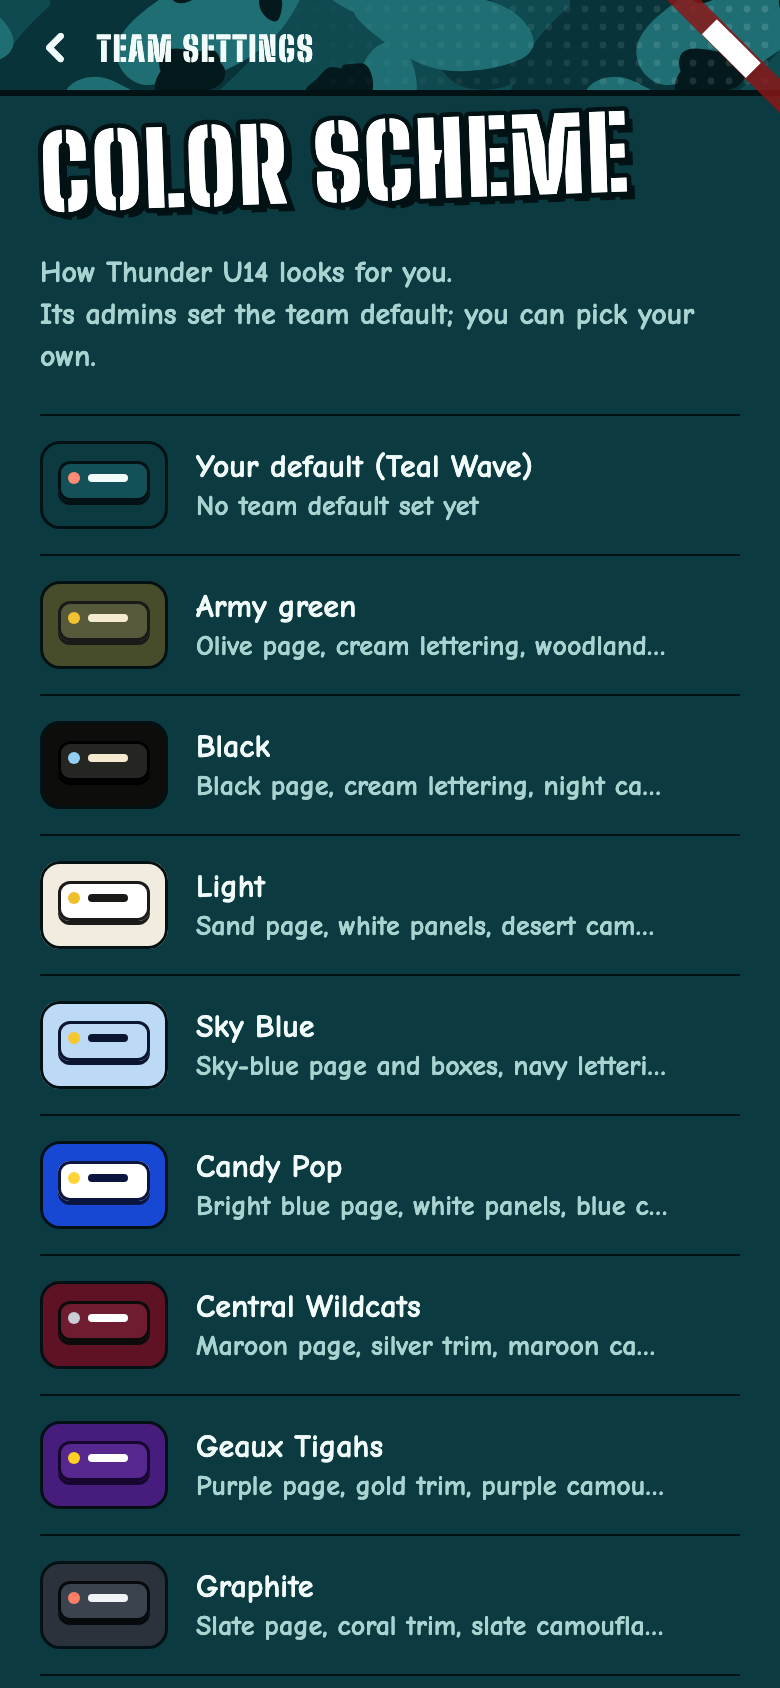 TEAM SETTINGS
COLOR SCHEME
How Thunder U14 looks for you.
Its admins set the team default; you can pick your
own.
Your default (Teal Wave)
No team default set yet
Army green
Olive page, cream lettering, woodland...
Black
Black page, cream lettering, night ca...
Light
Sand page, white panels, desert cam...
Sky Blue
Sky-blue page and boxes, navy letteri...
Candy Pop
Bright blue page, white panels, blue c...
Central Wildcats
Maroon page, silver trim, maroon ca...
Geaux Tigahs
Purple page, gold trim, purple camou...
Graphite
Slate page, coral trim, slate camoufla...